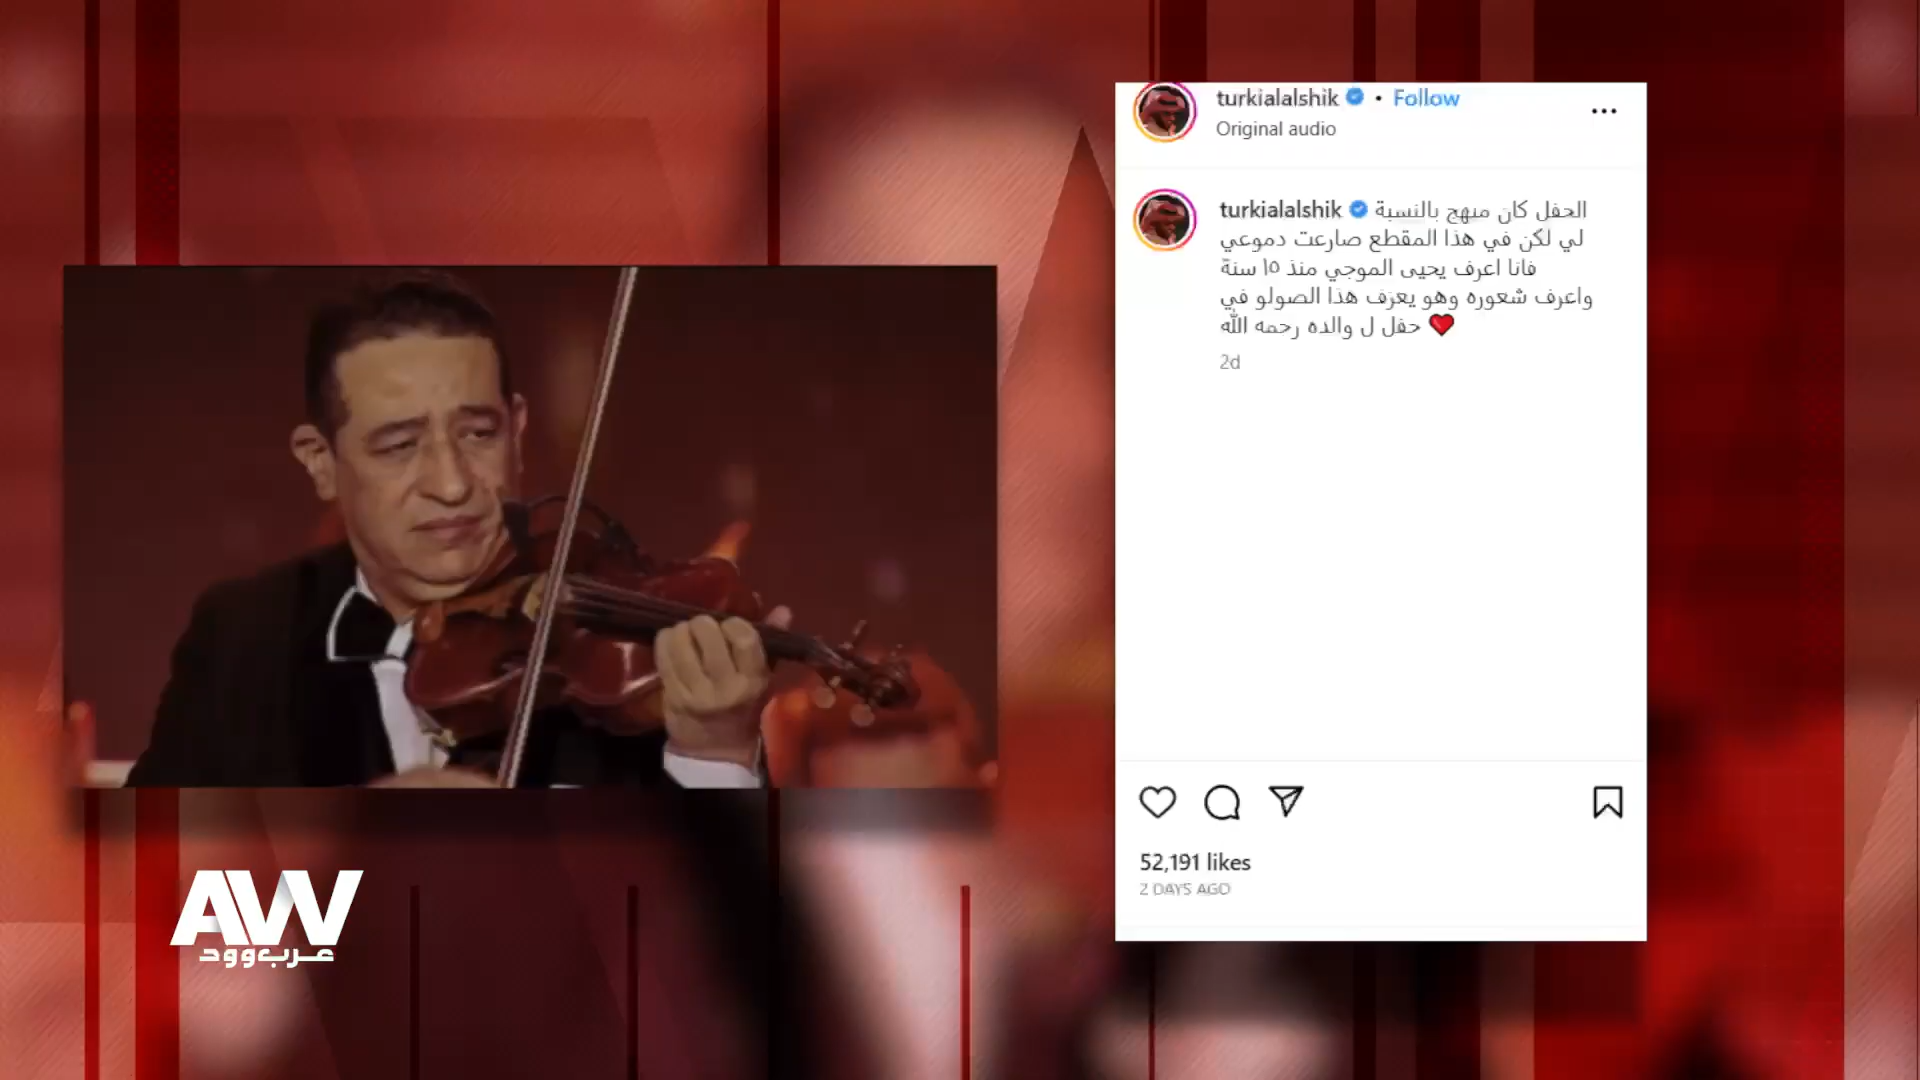 turkialalshik • Follow
Original audio
turkialalshik الحفل كان مبهج بالنسبة
لي لكن في هذا المقطع صارعت دموعي
فانا اعرف يحيى الموجي منذ ١٥ سنة
واعرف شعوره وهو يعزف هذا الصولو في
حفل ل والده رحمه الله ❤️
2d
52,191 likes
2 DAYS AGO
AW
عربوود